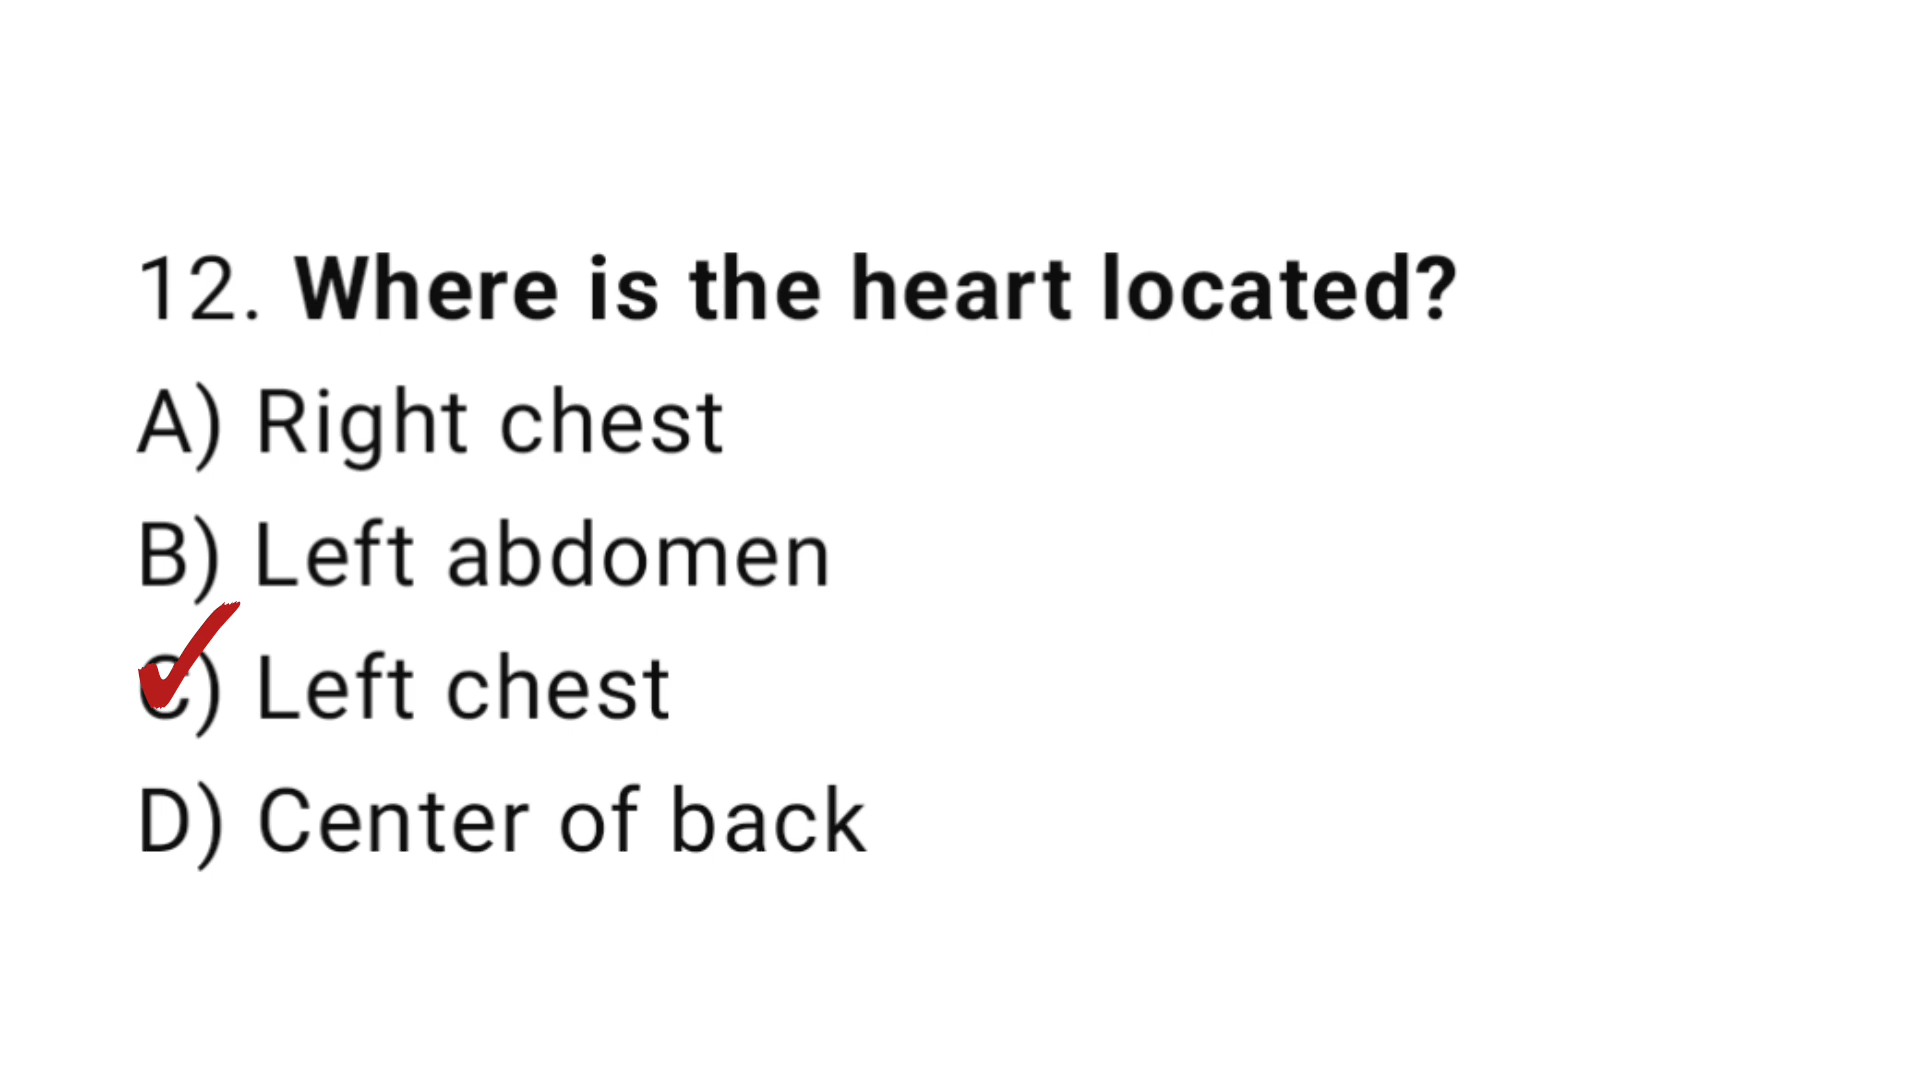 12. Where is the heart located?
A) Right chest
B) Left abdomen
C) Left chest
D) Center of back